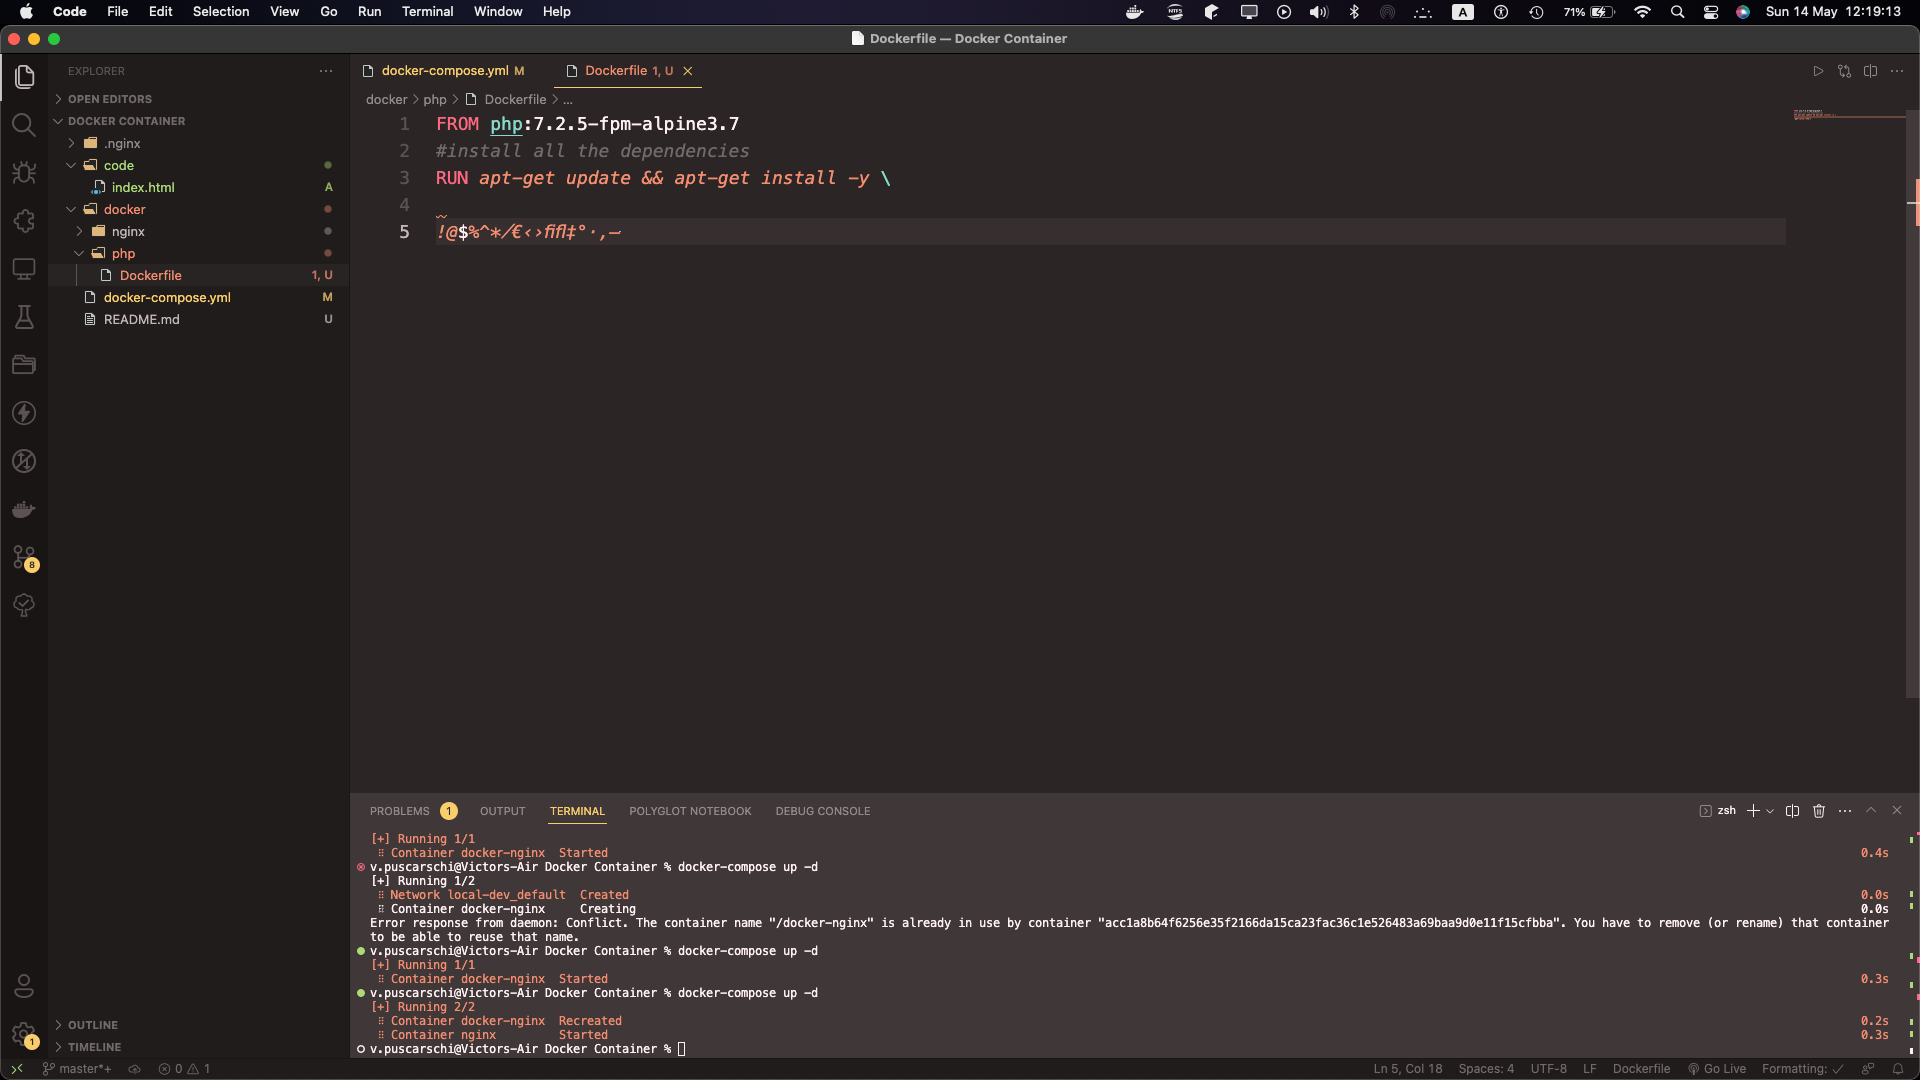 Code File Edit Selection View Go Run Terminal Window Help
NTFS A 71% Sun 14 May 12:19:13
Dockerfile — Docker Container
EXPLORER
OPEN EDITORS
DOCKER CONTAINER
.nginx
code
index.html A
docker
nginx
php
Dockerfile 1, U
docker-compose.yml M
README.md U
OUTLINE
TIMELINE
8
1
docker-compose.yml M
Dockerfile 1, U
docker > php > Dockerfile > ...
1 FROM php:7.2.5-fpm-alpine3.7
2 #install all the dependencies
3 RUN apt-get update && apt-get install -y \
4
5 !@$%^*/€‹›ﬁﬂ‡°·‚—
PROBLEMS 1 OUTPUT TERMINAL POLYGLOT NOTEBOOK DEBUG CONSOLE
zsh
[+] Running 1/1
⠿ Container docker-nginx Started 0.4s
v.puscarschi@Victors-Air Docker Container % docker-compose up -d
[+] Running 1/2
⠿ Network local-dev_default Created 0.0s
⠿ Container docker-nginx Creating 0.0s
Error response from daemon: Conflict. The container name "/docker-nginx" is already in use by container "acc1a8b64f6256e35f2166da15ca23fac36c1e526483a69baa9d0e11f15cfbba". You have to remove (or rename) that container
to be able to reuse that name.
v.puscarschi@Victors-Air Docker Container % docker-compose up -d
[+] Running 1/1
⠿ Container docker-nginx Started 0.3s
v.puscarschi@Victors-Air Docker Container % docker-compose up -d
[+] Running 2/2
⠿ Container docker-nginx Recreated 0.2s
⠿ Container nginx Started 0.3s
v.puscarschi@Victors-Air Docker Container %
master*+ 0 1
Ln 5, Col 18 Spaces: 4 UTF-8 LF Dockerfile Go Live Formatting: ✓